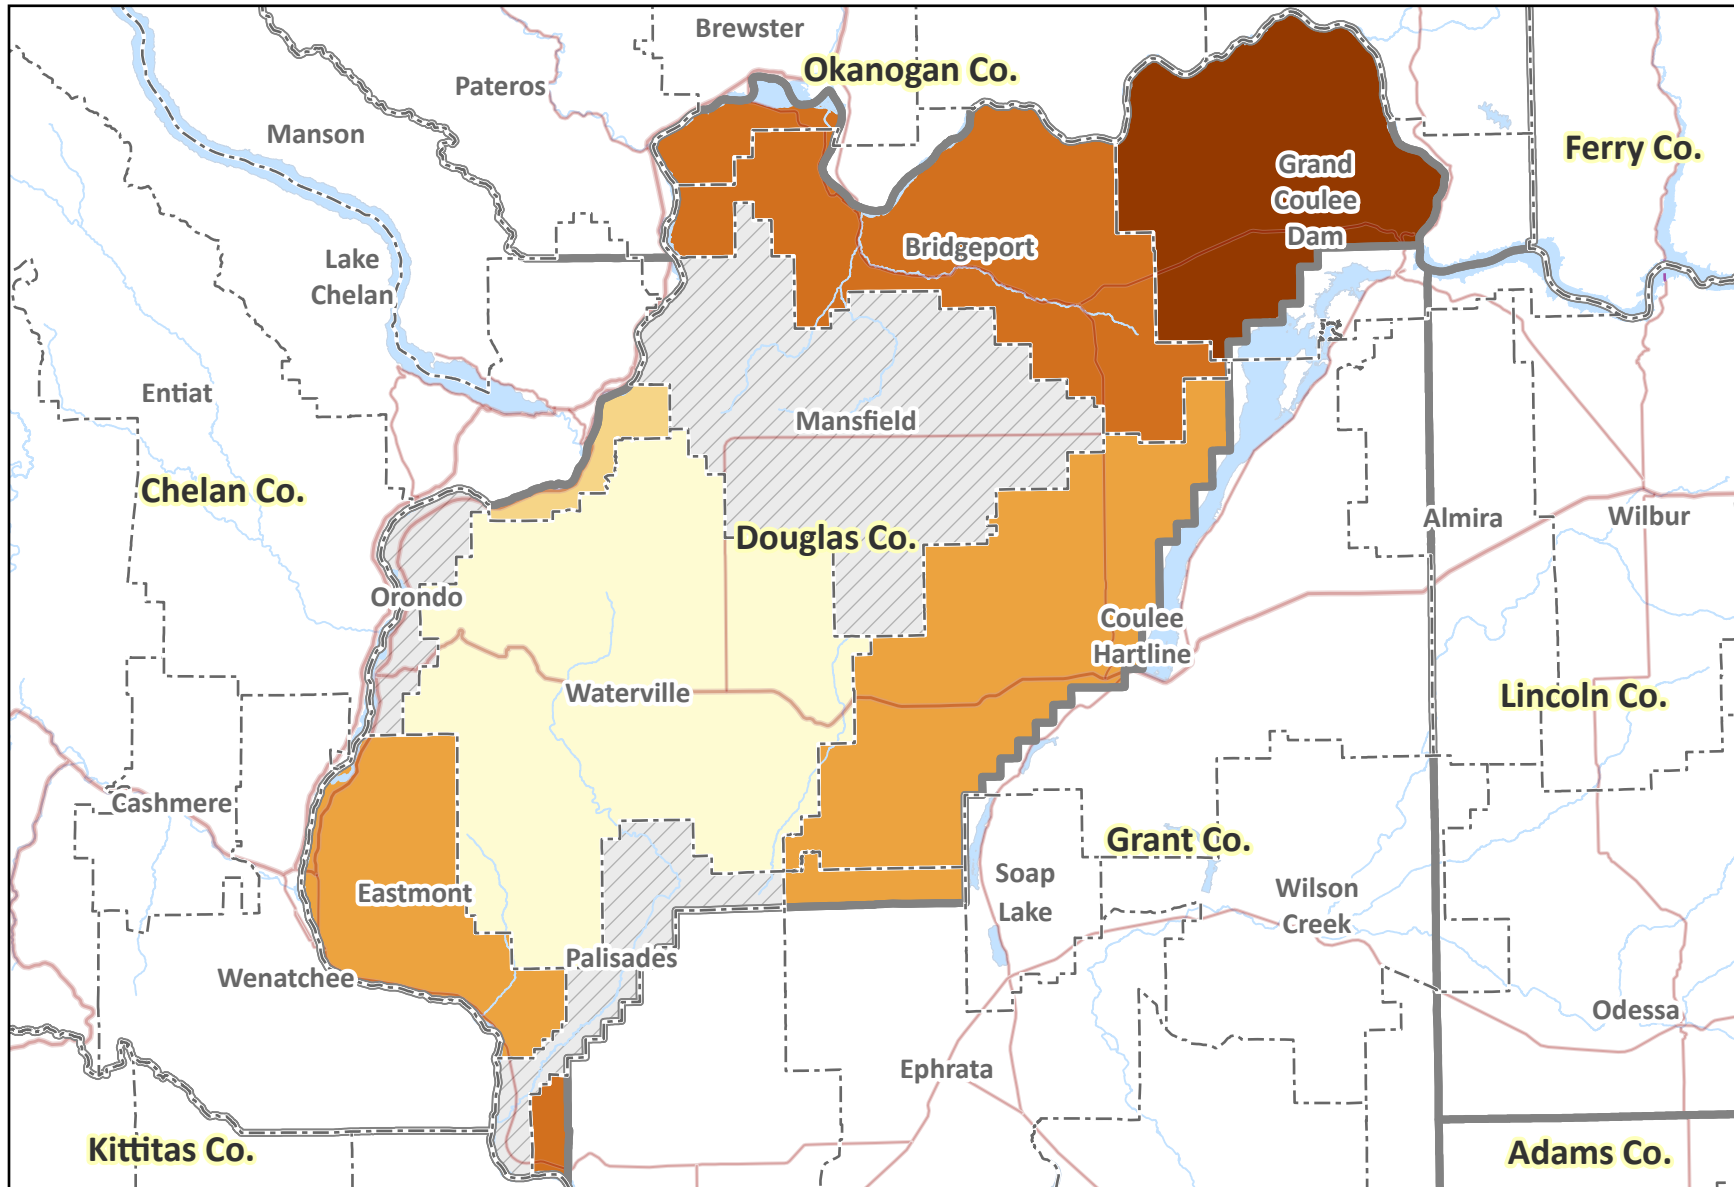 Brewster
Okanogan Co.
Pateros
Manson
Ferry Co.
Grand
Coulee
Dam
Bridgeport
Lake
Chelan
Entiat
Mansfield
Chelan Co.
Douglas Co.
Almira
Wilbur
Orondo
Coulee
Hartline
Waterville
Lincoln Co.
Cashmere
Grant Co.
Soap
Lake
Wilson
Creek
Eastmont
Palisades
Wenatchee
Odessa
Ephrata
Kittitas Co.
Adams Co.